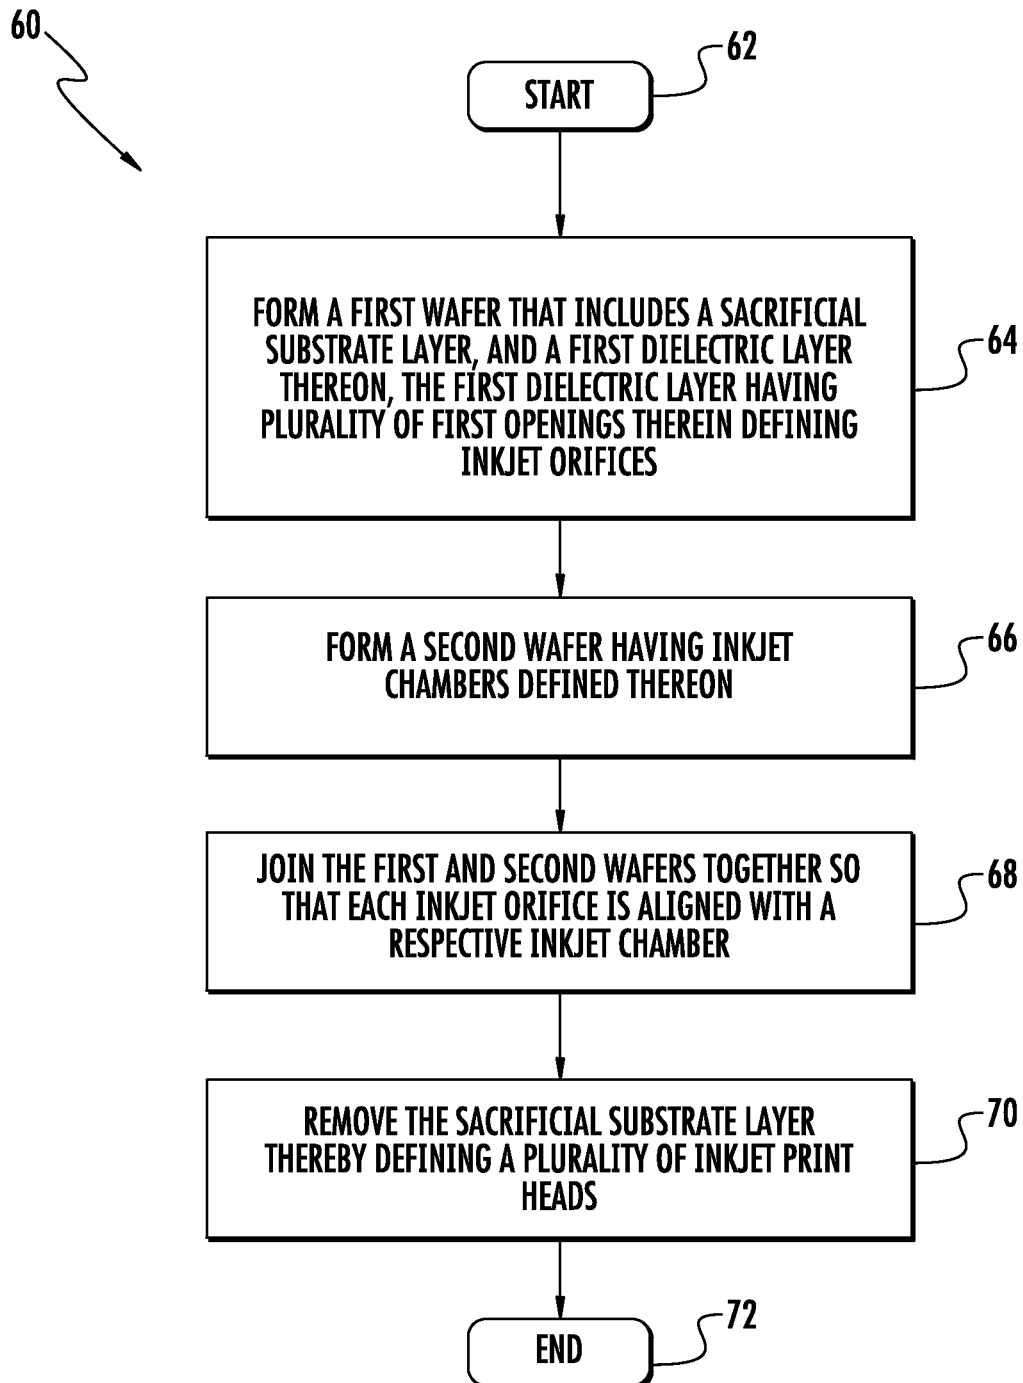 60
62
START
FORM A FIRST WAFER THAT INCLUDES A SACRIFICIAL
SUBSTRATE LAYER, AND A FIRST DIELECTRIC LAYER
THEREON, THE FIRST DIELECTRIC LAYER HAVING
PLURALITY OF FIRST OPENINGS THEREIN DEFINING
INKJET ORIFICES
64
FORM A SECOND WAFER HAVING INKJET
CHAMBERS DEFINED THEREON
66
JOIN THE FIRST AND SECOND WAFERS TOGETHER SO
THAT EACH INKJET ORIFICE IS ALIGNED WITH A
RESPECTIVE INKJET CHAMBER
68
REMOVE THE SACRIFICIAL SUBSTRATE LAYER
THEREBY DEFINING A PLURALITY OF INKJET PRINT
HEADS
70
72
END